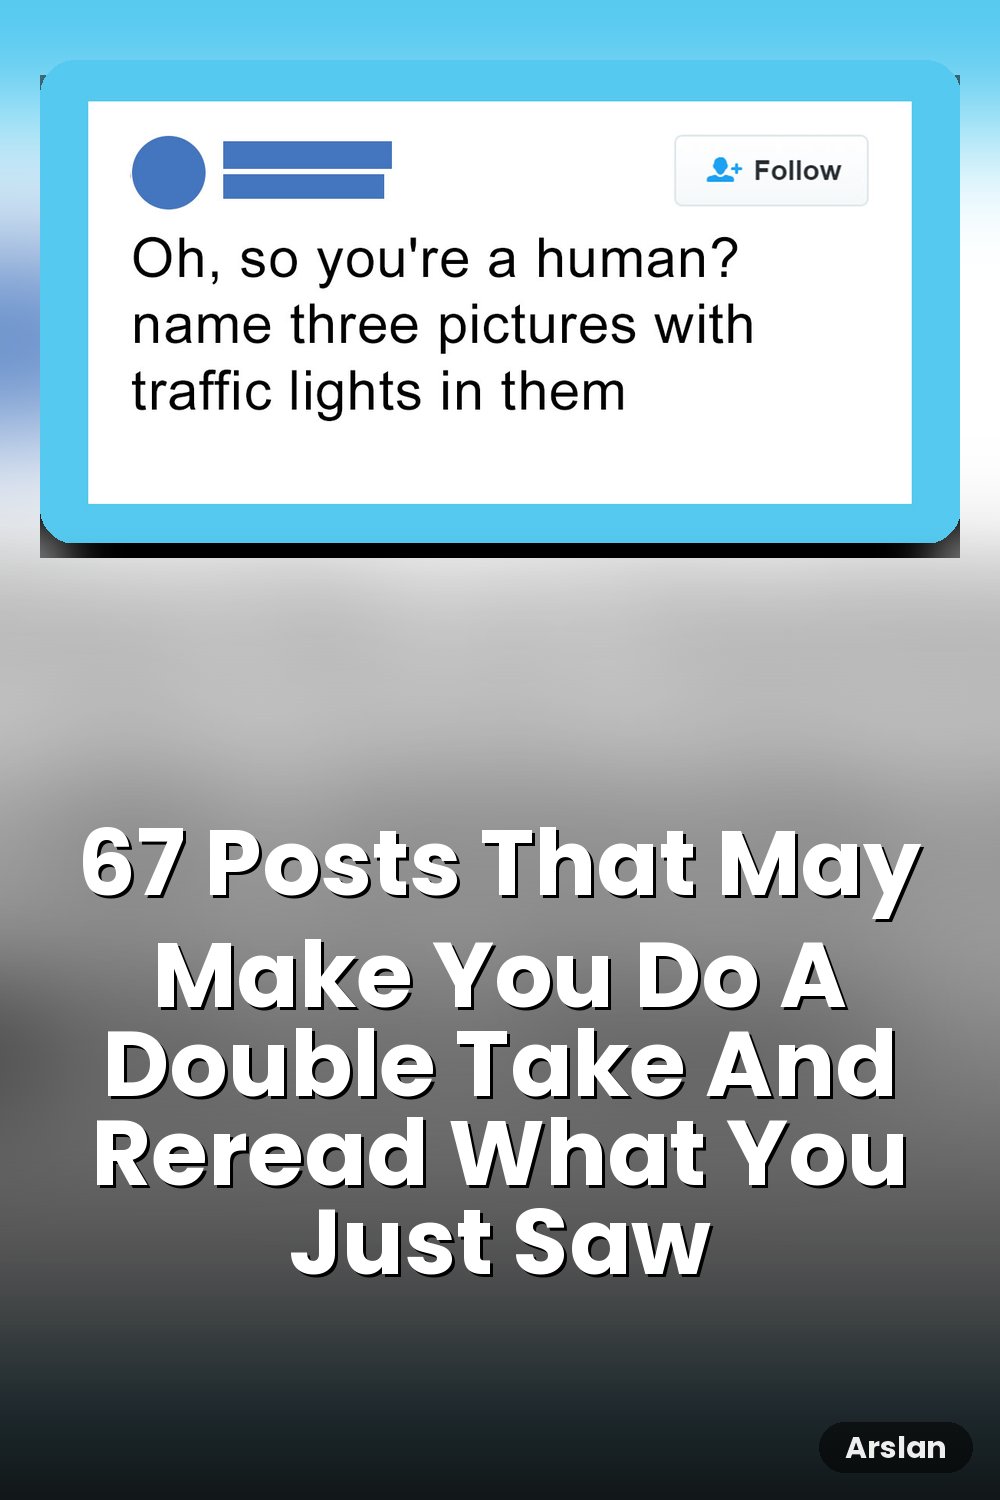 Follow
Oh, so you're a human?
name three pictures with
traffic lights in them
67 Posts That May
Make You Do A
Double Take And
Reread What You
Just Saw
Arslan